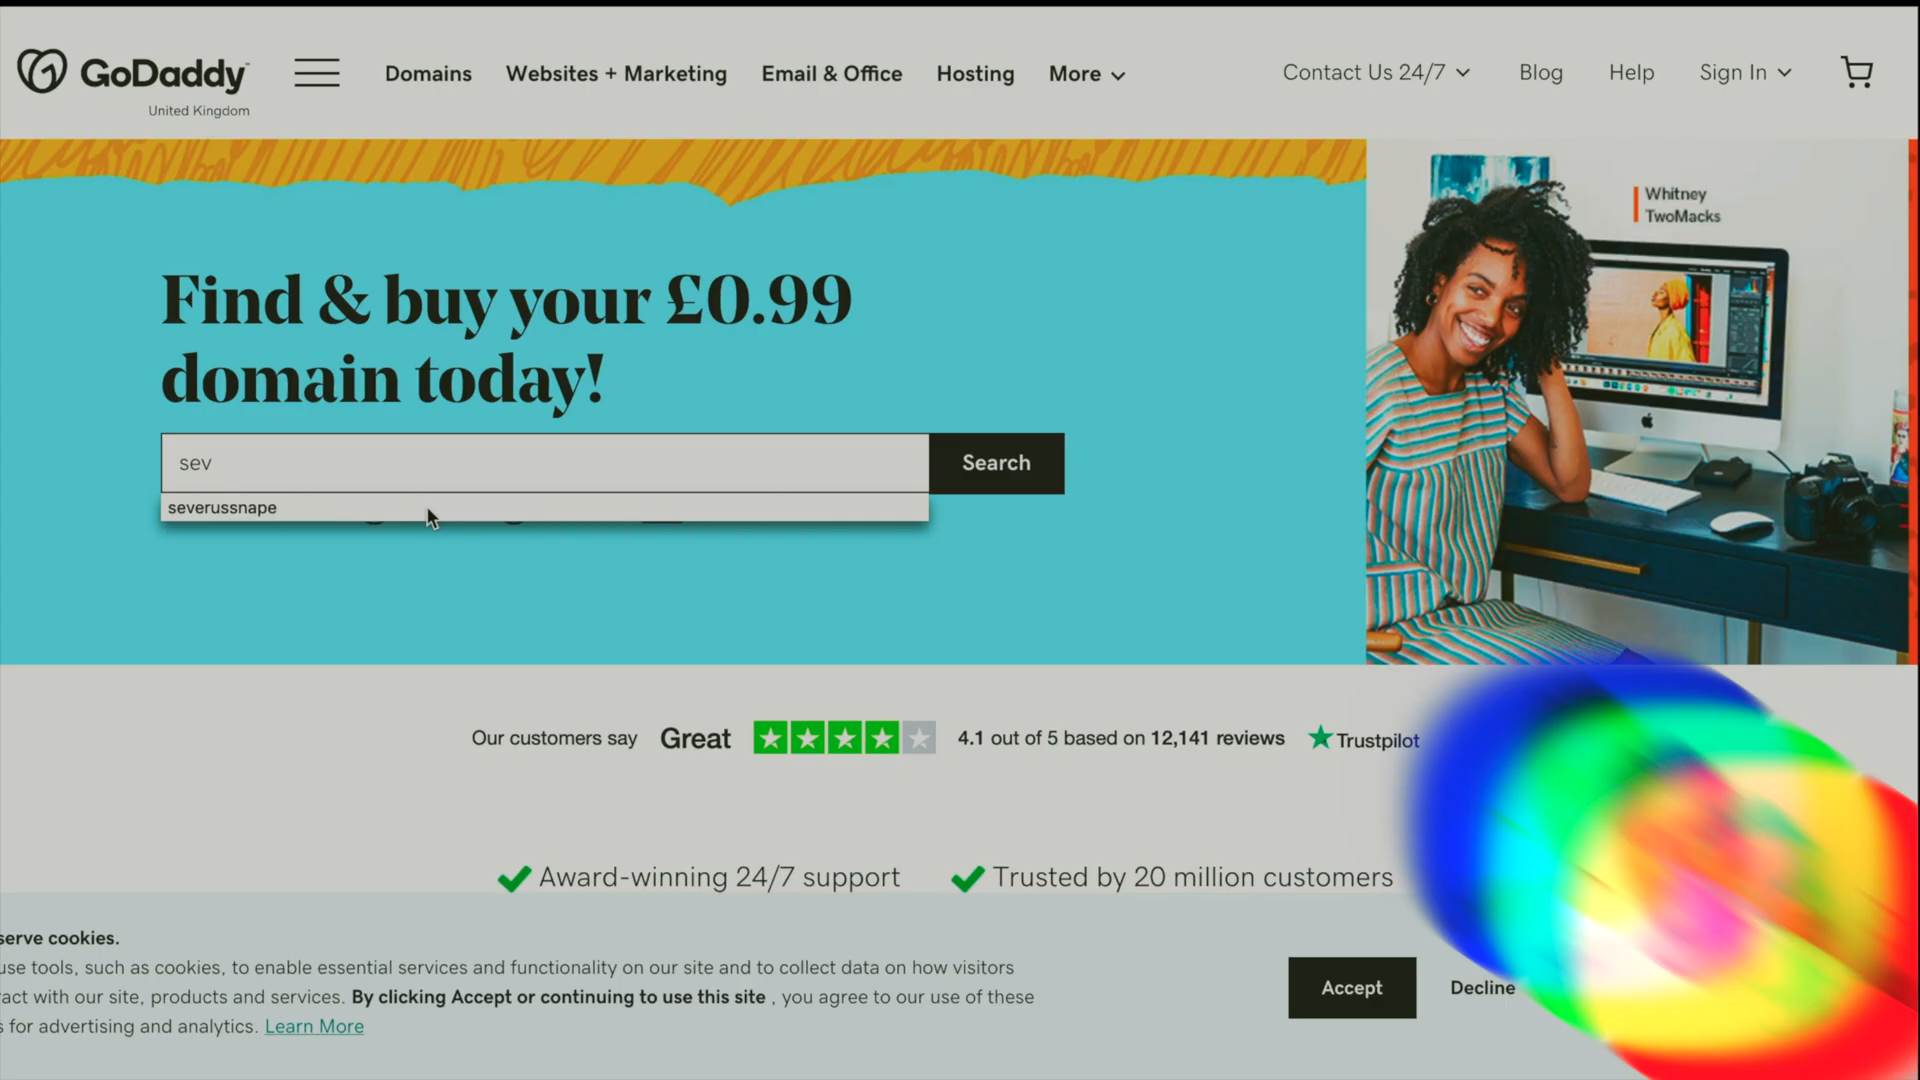 GoDaddy
United Kingdom
Domains
Websites + Marketing
Email & Office
Hosting
More
Contact Us 24/7
Blog
Help
Sign In
Whitney
TwoMacks
Find & buy your £0.99
domain today!
sev
Search
severussnape
Our customers say
Great
4.1 out of 5 based on 12,141 reviews
Trustpilot
Award-winning 24/7 support
Trusted by 20 million customers
serve cookies.
use tools, such as cookies, to enable essential services and functionality on our site and to collect data on how visitors
ract with our site, products and services. By clicking Accept or continuing to use this site , you agree to our use of these
s for advertising and analytics. Learn More
Accept
Decline